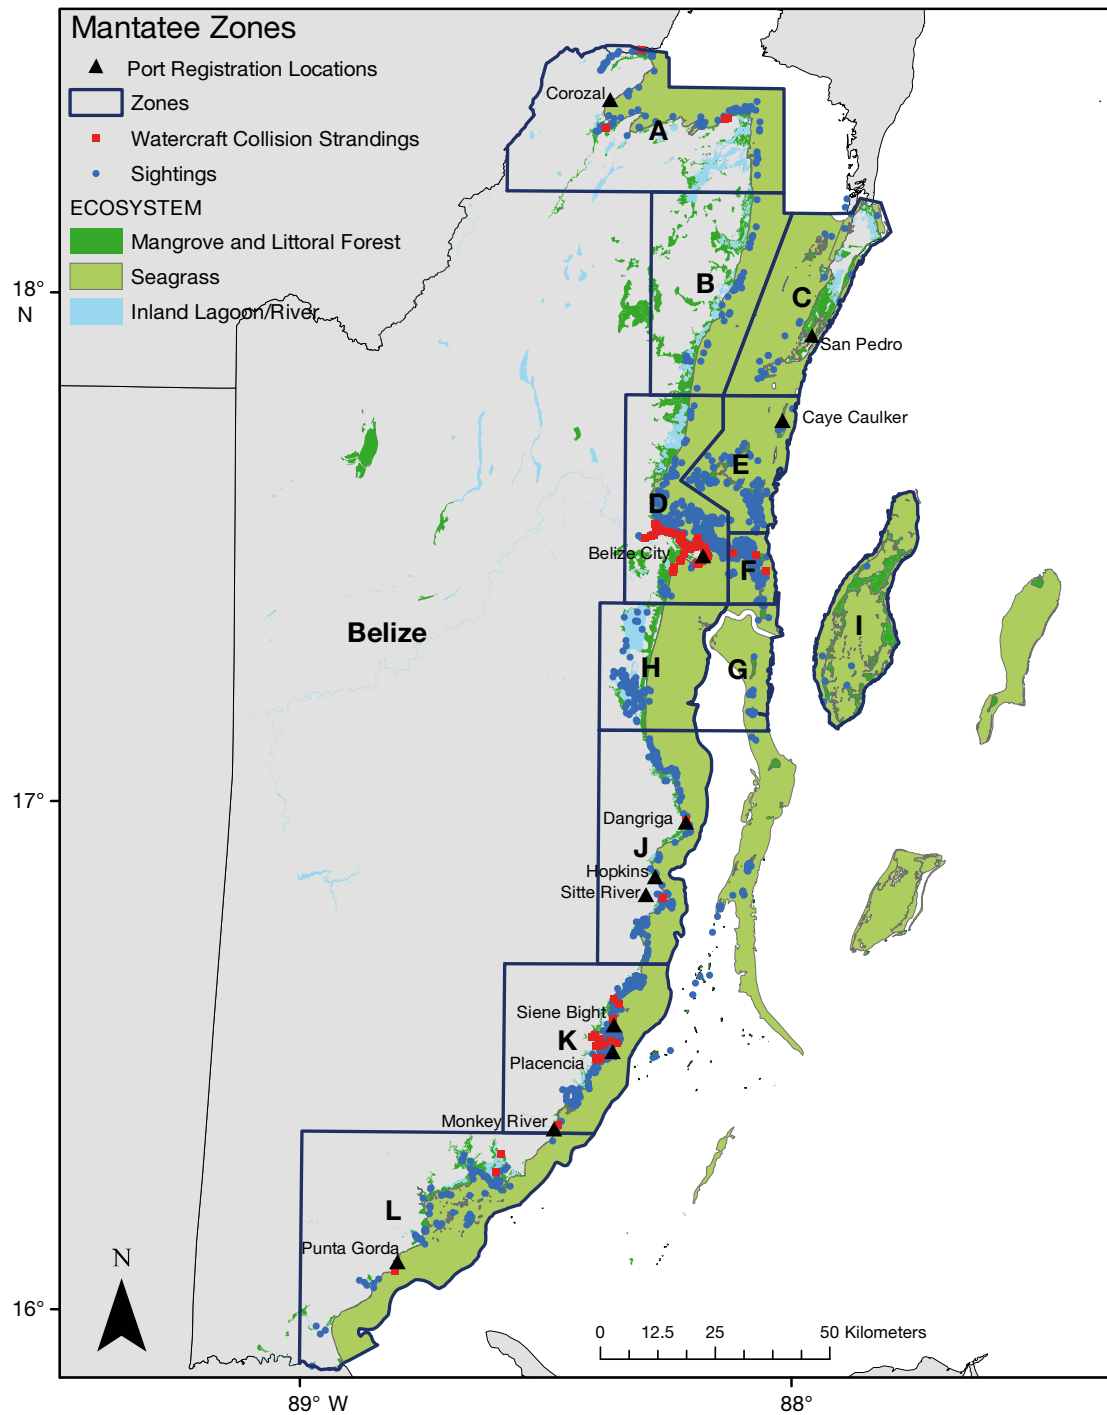 Mantatee Zones
Port Registration Locations
Zones
Watercraft Collision Strandings
Sightings
ECOSYSTEM
Mangrove and Littoral Forest
Seagrass
Inland Lagoon/River
18°
N
17°
16°
89° W
88°
Corozal
A
B
C
San Pedro
Caye Caulker
E
D
Belize City
F
I
Belize
H
G
Dangriga
J
Hopkins
Sitte River
Siene Bight
K
Placencia
Monkey River
L
Punta Gorda
N
0 12.5 25 50 Kilometers